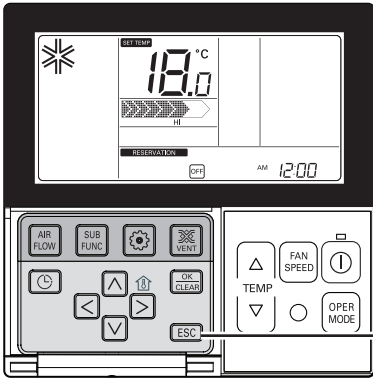 SET TEMP
18.0 °C
HI
RESERVATION
OFF
AM 12:00
AIR FLOW
SUB FUNC
VENT
OK CLEAR
ESC
TEMP
FAN SPEED
OPER MODE